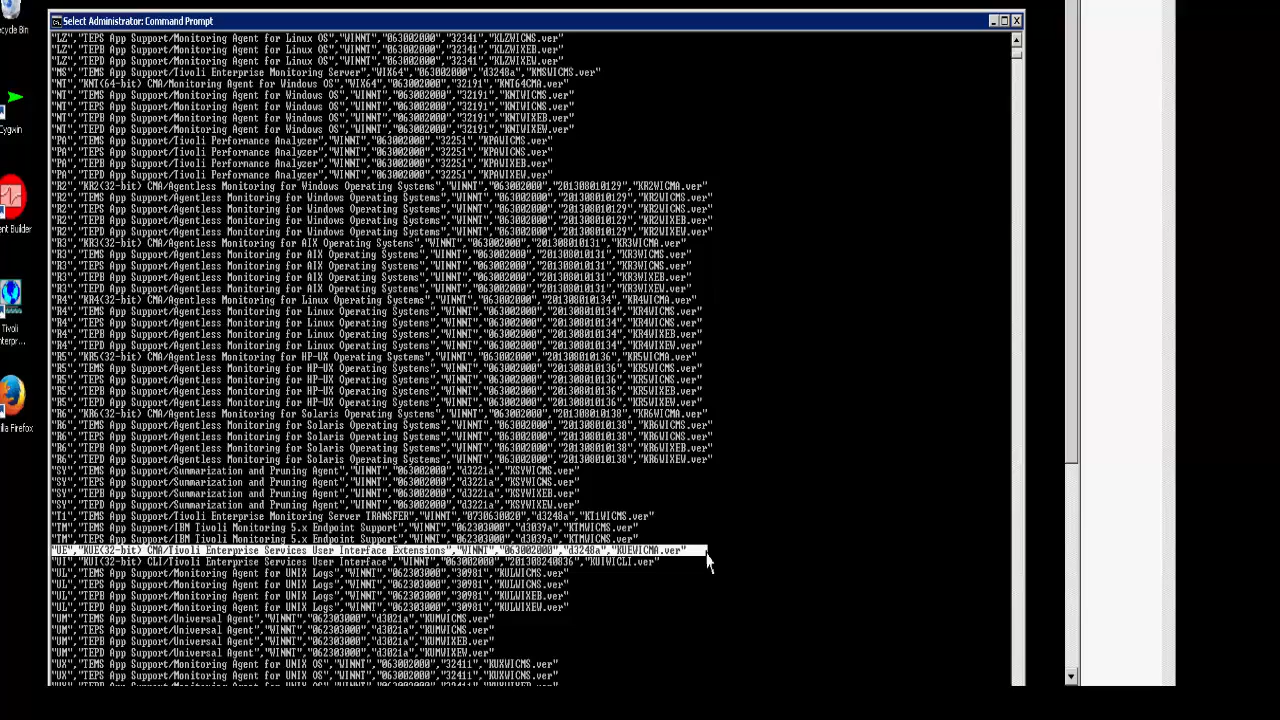 Select Administrator: Command Prompt
ecycle Bin
"LZ","TEPS App Support/Monitoring Agent for Linux OS","WINNT","063002000","32341","KLZWICNS.ver"
"LZ","TEPB App Support/Monitoring Agent for Linux OS","WINNT","063002000","32341","KLZWIXEB.ver"
"LZ","TEPD App Support/Monitoring Agent for Linux OS","WINNT","063002000","32341","KLZWIXEW.ver"
"MS","TEMS App Support/Tivoli Enterprise Monitoring Server","WIX64","063002000","d3248a","KMSWICMS.ver"
"NT","KNT(64-bit) CMA/Monitoring Agent for Windows OS","WIX64","063002000","32191","KNT64CMA.ver"
"NT","TEMS App Support/Monitoring Agent for Windows OS","WINNT","063002000","32191","KNTWICMS.ver"
"NT","TEPS App Support/Monitoring Agent for Windows OS","WINNT","063002000","32191","KNTWICNS.ver"
"NT","TEPB App Support/Monitoring Agent for Windows OS","WINNT","063002000","32191","KNTWIXEB.ver"
"NT","TEPD App Support/Monitoring Agent for Windows OS","WINNT","063002000","32191","KNTWIXEW.ver"
"PA","TEMS App Support/Tivoli Performance Analyzer","WINNT","063002000","32251","KPAWICMS.ver"
"PA","TEPS App Support/Tivoli Performance Analyzer","WINNT","063002000","32251","KPAWICNS.ver"
"PA","TEPB App Support/Tivoli Performance Analyzer","WINNT","063002000","32251","KPAWIXEB.ver"
"PA","TEPD App Support/Tivoli Performance Analyzer","WINNT","063002000","32251","KPAWIXEW.ver"
"R2","KR2(32-bit) CMA/Agentless Monitoring for Windows Operating Systems","WINNT","063002000","201308010129","KR2WICMA.ver"
"R2","TEMS App Support/Agentless Monitoring for Windows Operating Systems","WINNT","063002000","201308010129","KR2WICMS.ver"
"R2","TEPS App Support/Agentless Monitoring for Windows Operating Systems","WINNT","063002000","201308010129","KR2WICNS.ver"
"R2","TEPB App Support/Agentless Monitoring for Windows Operating Systems","WINNT","063002000","201308010129","KR2WIXEB.ver"
"R2","TEPD App Support/Agentless Monitoring for Windows Operating Systems","WINNT","063002000","201308010129","KR2WIXEW.ver"
"R3","KR3(32-bit) CMA/Agentless Monitoring for AIX Operating Systems","WINNT","063002000","201308010131","KR3WICMA.ver"
"R3","TEMS App Support/Agentless Monitoring for AIX Operating Systems","WINNT","063002000","201308010131","KR3WICMS.ver"
"R3","TEPS App Support/Agentless Monitoring for AIX Operating Systems","WINNT","063002000","201308010131","KR3WICNS.ver"
"R3","TEPB App Support/Agentless Monitoring for AIX Operating Systems","WINNT","063002000","201308010131","KR3WIXEB.ver"
"R3","TEPD App Support/Agentless Monitoring for AIX Operating Systems","WINNT","063002000","201308010131","KR3WIXEW.ver"
"R4","KR4(32-bit) CMA/Agentless Monitoring for Linux Operating Systems","WINNT","063002000","201308010134","KR4WICMA.ver"
"R4","TEMS App Support/Agentless Monitoring for Linux Operating Systems","WINNT","063002000","201308010134","KR4WICMS.ver"
"R4","TEPS App Support/Agentless Monitoring for Linux Operating Systems","WINNT","063002000","201308010134","KR4WICNS.ver"
"R4","TEPB App Support/Agentless Monitoring for Linux Operating Systems","WINNT","063002000","201308010134","KR4WIXEB.ver"
"R4","TEPD App Support/Agentless Monitoring for Linux Operating Systems","WINNT","063002000","201308010134","KR4WIXEW.ver"
"R5","KR5(32-bit) CMA/Agentless Monitoring for HP-UX Operating Systems","WINNT","063002000","201308010136","KR5WICMA.ver"
"R5","TEMS App Support/Agentless Monitoring for HP-UX Operating Systems","WINNT","063002000","201308010136","KR5WICMS.ver"
"R5","TEPS App Support/Agentless Monitoring for HP-UX Operating Systems","WINNT","063002000","201308010136","KR5WICNS.ver"
"R5","TEPB App Support/Agentless Monitoring for HP-UX Operating Systems","WINNT","063002000","201308010136","KR5WIXEB.ver"
"R5","TEPD App Support/Agentless Monitoring for HP-UX Operating Systems","WINNT","063002000","201308010136","KR5WIXEW.ver"
"R6","KR6(32-bit) CMA/Agentless Monitoring for Solaris Operating Systems","WINNT","063002000","201308010138","KR6WICMA.ver"
"R6","TEMS App Support/Agentless Monitoring for Solaris Operating Systems","WINNT","063002000","201308010138","KR6WICMS.ver"
"R6","TEPS App Support/Agentless Monitoring for Solaris Operating Systems","WINNT","063002000","201308010138","KR6WICNS.ver"
"R6","TEPB App Support/Agentless Monitoring for Solaris Operating Systems","WINNT","063002000","201308010138","KR6WIXEB.ver"
"R6","TEPD App Support/Agentless Monitoring for Solaris Operating Systems","WINNT","063002000","201308010138","KR6WIXEW.ver"
"SY","TEMS App Support/Summarization and Pruning Agent","WINNT","063002000","d3221a","KSYWICMS.ver"
"SY","TEPS App Support/Summarization and Pruning Agent","WINNT","063002000","d3221a","KSYWICNS.ver"
"SY","TEPB App Support/Summarization and Pruning Agent","WINNT","063002000","d3221a","KSYWIXEB.ver"
"SY","TEPD App Support/Summarization and Pruning Agent","WINNT","063002000","d3221a","KSYWIXEW.ver"
"T1","TEMS App Support/Tivoli Enterprise Monitoring Server TRANSFER","WINNT","073063020","d3248a","KT1WICMS.ver"
"TM","TEMS App Support/IBM Tivoli Monitoring 5.x Endpoint Support","WINNT","062303000","d3039a","KTMWICMS.ver"
"TM","TEPS App Support/IBM Tivoli Monitoring 5.x Endpoint Support","WINNT","062303000","d3039a","KTMWICNS.ver"
"UE","KUE(32-bit) CMA/Tivoli Enterprise Services User Interface Extensions","WINNT","063002000","d3248a","KUEWICMA.ver"
"UI","KUI(32-bit) CLI/Tivoli Enterprise Services User Interface","WINNT","063002000","201308240836","KUIWICLI.ver"
"UL","TEMS App Support/Monitoring Agent for UNIX Logs","WINNT","062303000","30981","KULWICMS.ver"
"UL","TEPS App Support/Monitoring Agent for UNIX Logs","WINNT","062303000","30981","KULWICNS.ver"
"UL","TEPB App Support/Monitoring Agent for UNIX Logs","WINNT","062303000","30981","KULWIXEB.ver"
"UL","TEPD App Support/Monitoring Agent for UNIX Logs","WINNT","062303000","30981","KULWIXEW.ver"
"UM","TEMS App Support/Universal Agent","WINNT","062303000","d3021a","KUMWICMS.ver"
"UM","TEPS App Support/Universal Agent","WINNT","062303000","d3021a","KUMWICNS.ver"
"UM","TEPB App Support/Universal Agent","WINNT","062303000","d3021a","KUMWIXEB.ver"
"UM","TEPD App Support/Universal Agent","WINNT","062303000","d3021a","KUMWIXEW.ver"
"UX","TEMS App Support/Monitoring Agent for UNIX OS","WINNT","063002000","32411","KUXWICMS.ver"
"UX","TEPS App Support/Monitoring Agent for UNIX OS","WINNT","063002000","32411","KUXWICNS.ver"
Cygwin
ent Builder
Tivoli
nterpr...
lla Firefox